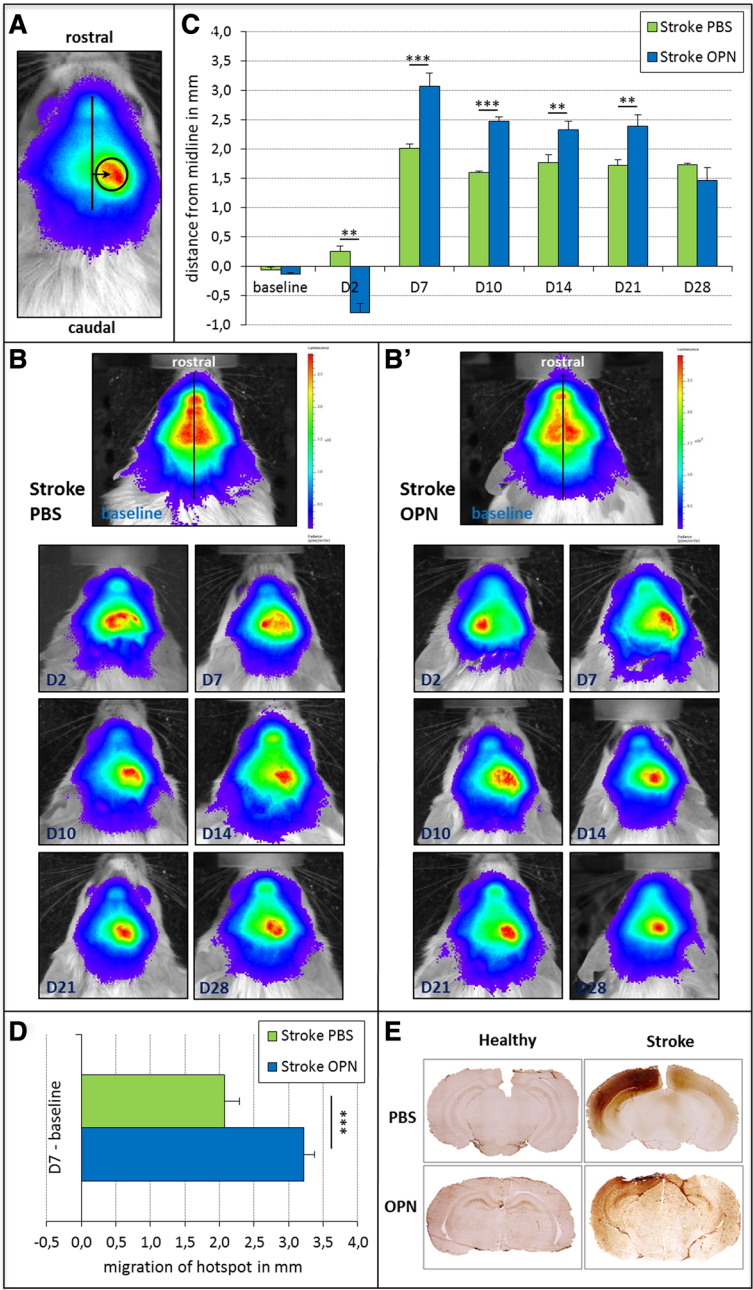 A
rostral
caudal
C
distance from midline in mm
4,0
3,5
3,0
2,5
2,0
1,5
1,0
0,5
0,0
-0,5
-1,0
Stroke PBS
Stroke OPN
***
***
**
**
**
baseline
D2
D7
D10
D14
D21
D28
B
rostral
Stroke
PBS
baseline
D2
D7
D10
D14
D21
D28
B’
rostral
Stroke
OPN
baseline
D2
D7
D10
D14
D21
D28
D
Stroke PBS
Stroke OPN
D7 - baseline
***
-0,5 0,0 0,5 1,0 1,5 2,0 2,5 3,0 3,5 4,0
migration of hotspot in mm
E
Healthy Stroke
PBS
OPN